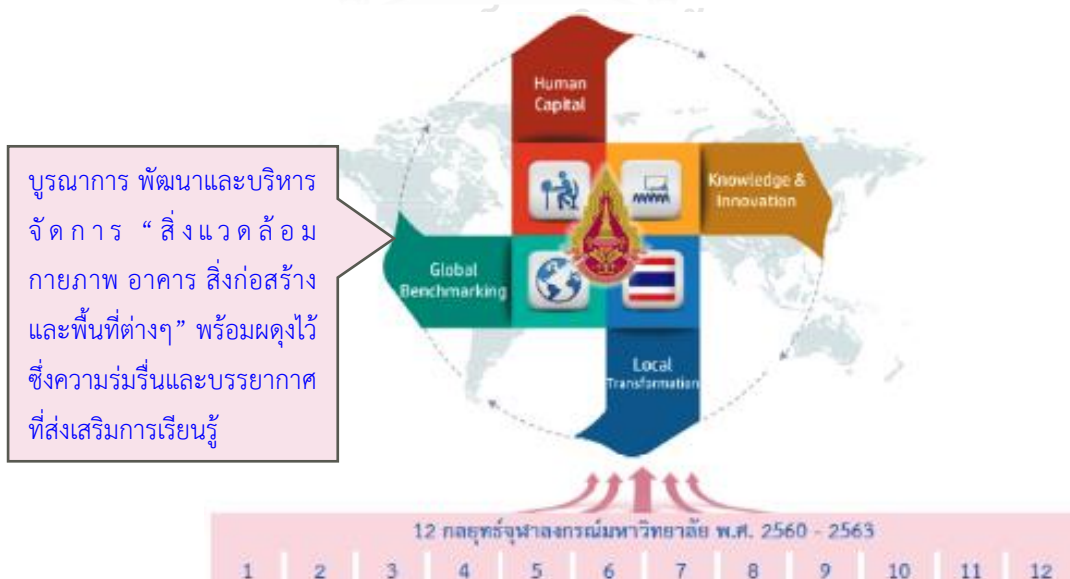 Human
Capital
Knowledge &
Innovation
บูรณาการ พัฒนาและบริหาร
จัดการ “สิ่งแวดล้อม
กายภาพ อาคาร สิ่งก่อสร้าง
และพื้นที่ต่างๆ” พร้อมผดุงไว้
ซึ่งความร่มรื่นและบรรยากาศ
ที่ส่งเสริมการเรียนรู้
Global
Benchmarking
Local
Transformation
12 กลยุทธ์จุฬาลงกรณ์มหาวิทยาลัย พ.ศ. 2560 - 2563
1 2 3 4 5 6 7 8 9 10 11 12